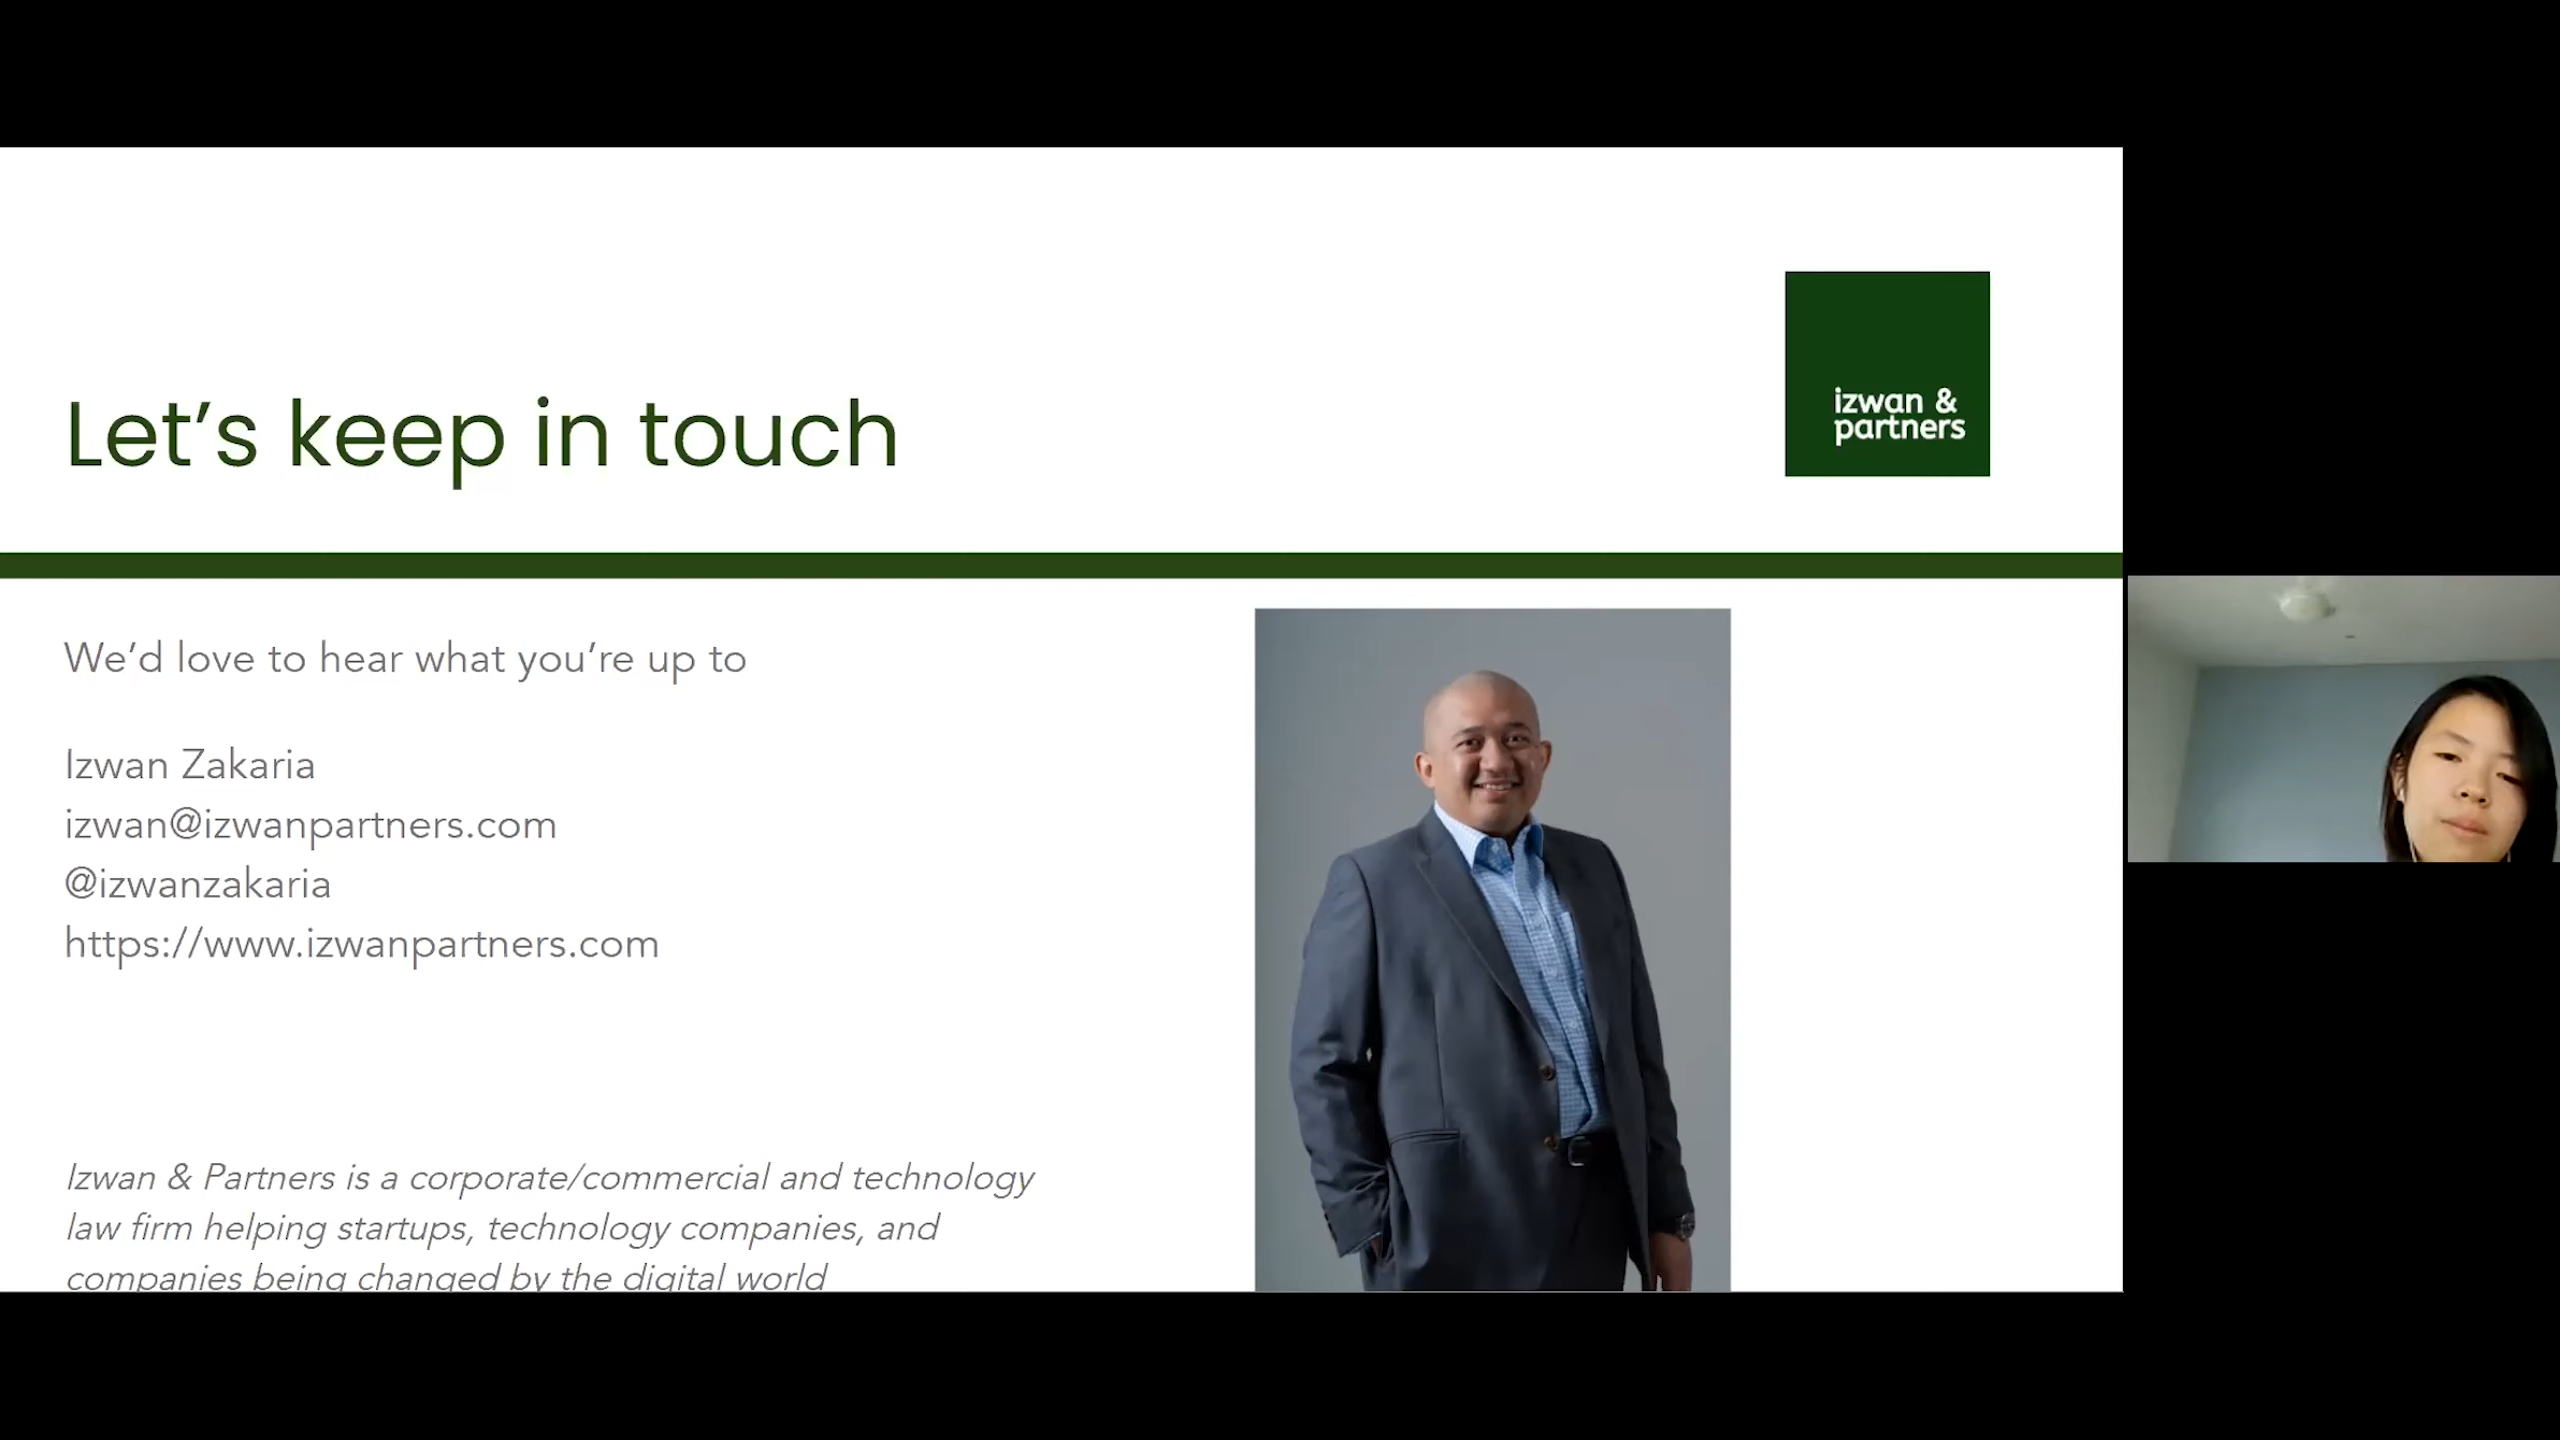 Let’s keep in touch
izwan &
partners
We’d love to hear what you’re up to
Izwan Zakaria
izwan@izwanpartners.com
@izwanzakaria
https://www.izwanpartners.com
Izwan & Partners is a corporate/commercial and technology
law firm helping startups, technology companies, and
companies being changed by the digital world